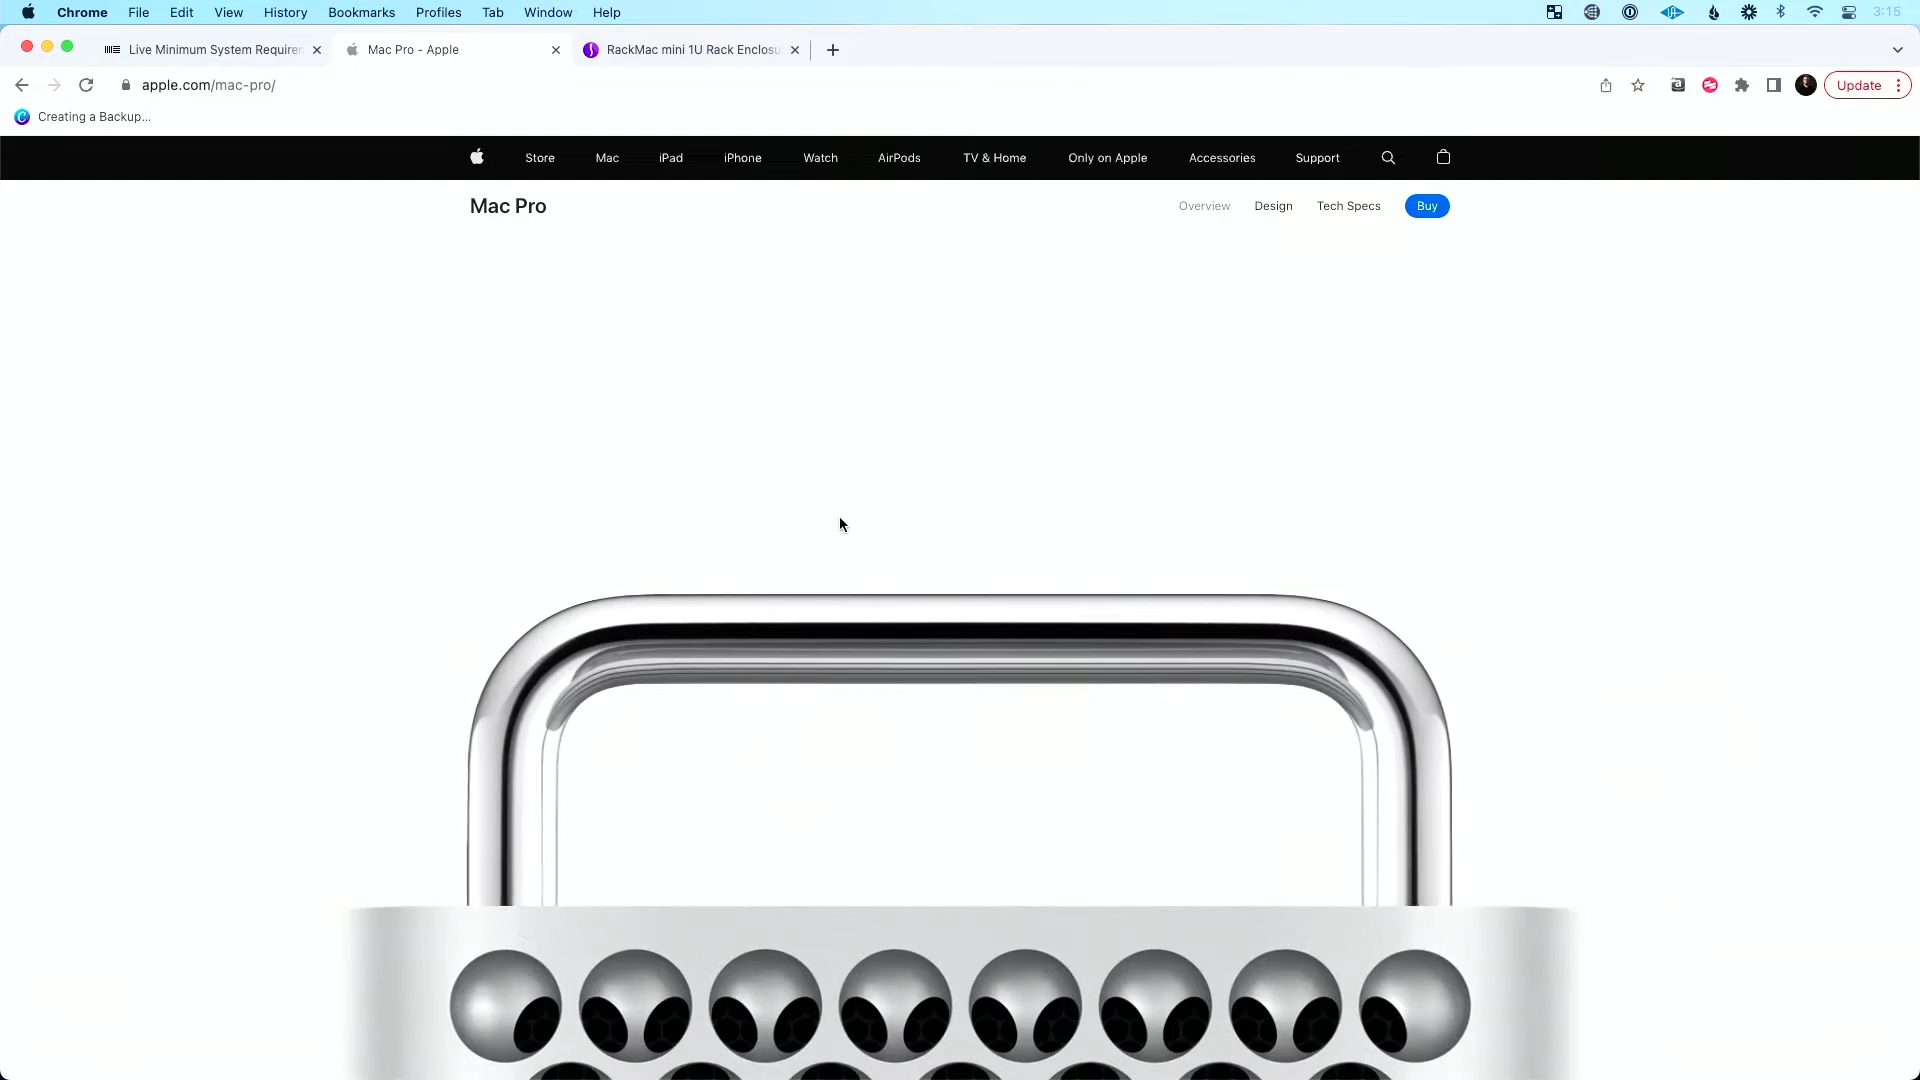 Chrome File Edit View History Bookmarks Profiles Tab Window Help 3:15
Live Minimum System Requirem Mac Pro - Apple RackMac mini 1U Rack Enclosu
apple.com/mac-pro/ Update
Creating a Backup...
Store Mac iPad iPhone Watch AirPods TV & Home Only on Apple Accessories Support
Mac Pro Overview Design Tech Specs Buy